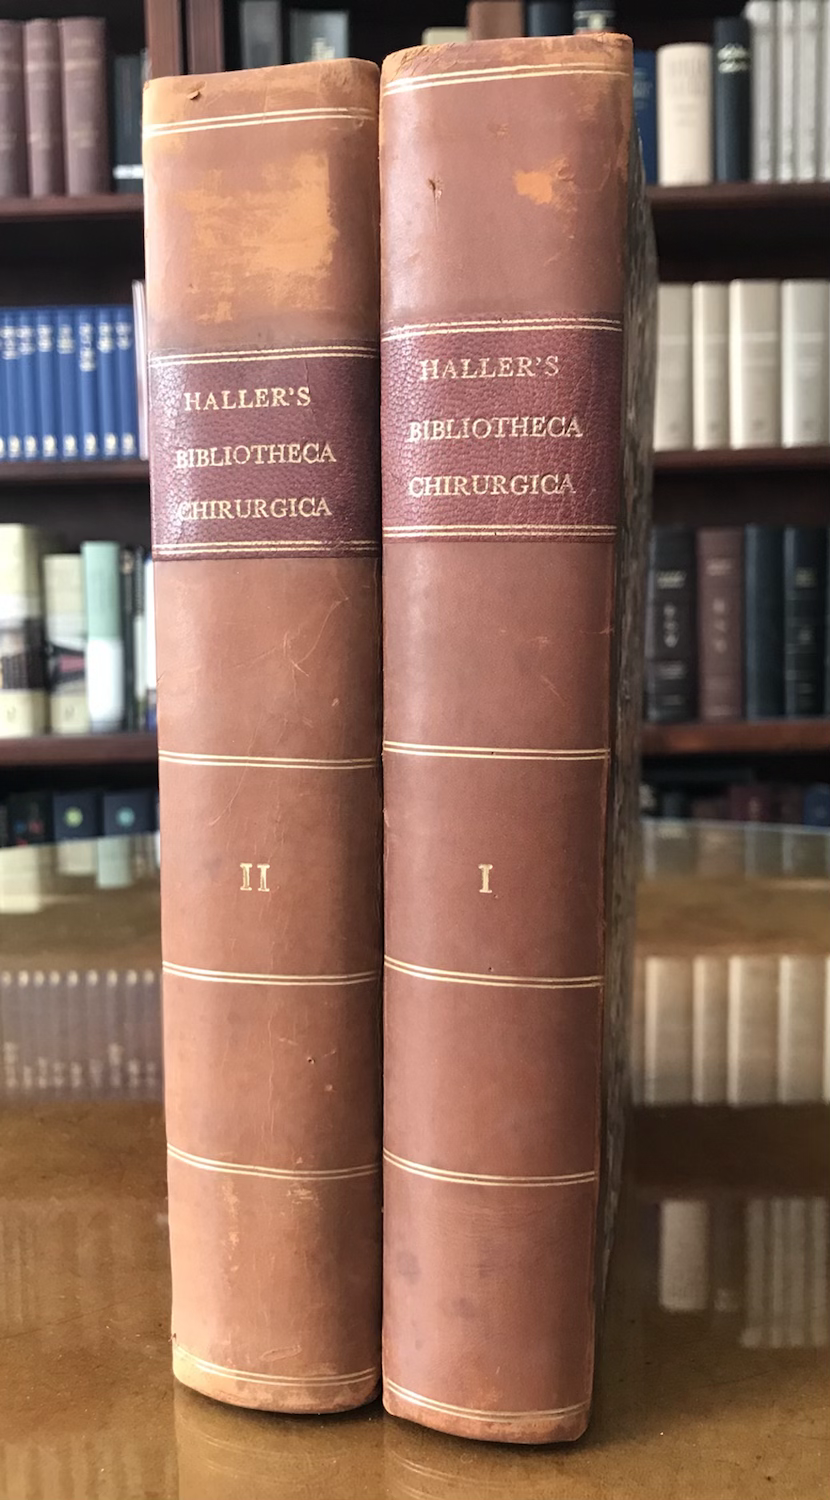 HALLER'S
BIBLIOTHECA
CHIRURGICA
II
HALLER'S
BIBLIOTHECA
CHIRURGICA
I